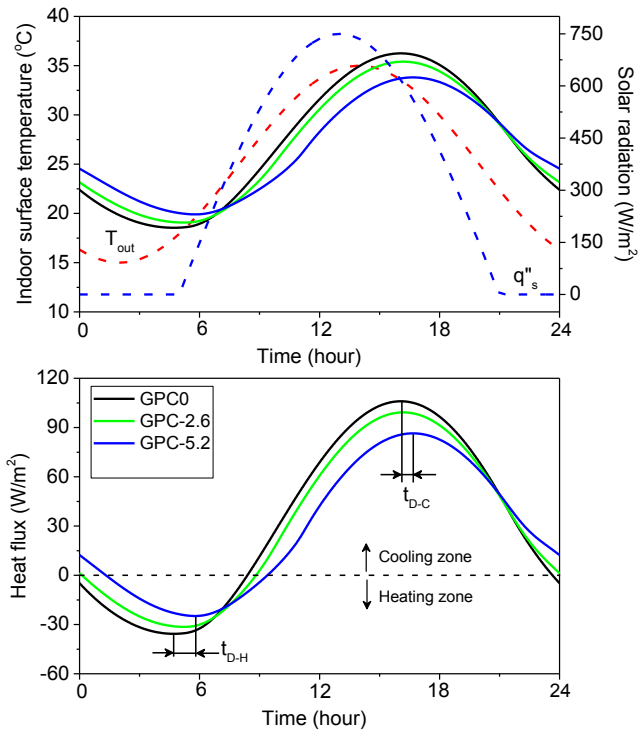 Indoor surface temperature (°C)
40
35
30
25
20
15
10
T_out
q"_s
750
600
450
300
150
0
Solar radiation (W/m²)
0
6
12
18
24
Time (hour)
Heat flux (W/m²)
120
90
60
30
0
-30
-60
GPC0
GPC-2.6
GPC-5.2
t_D-C
Cooling zone
Heating zone
t_D-H
0
6
12
18
24
Time (hour)